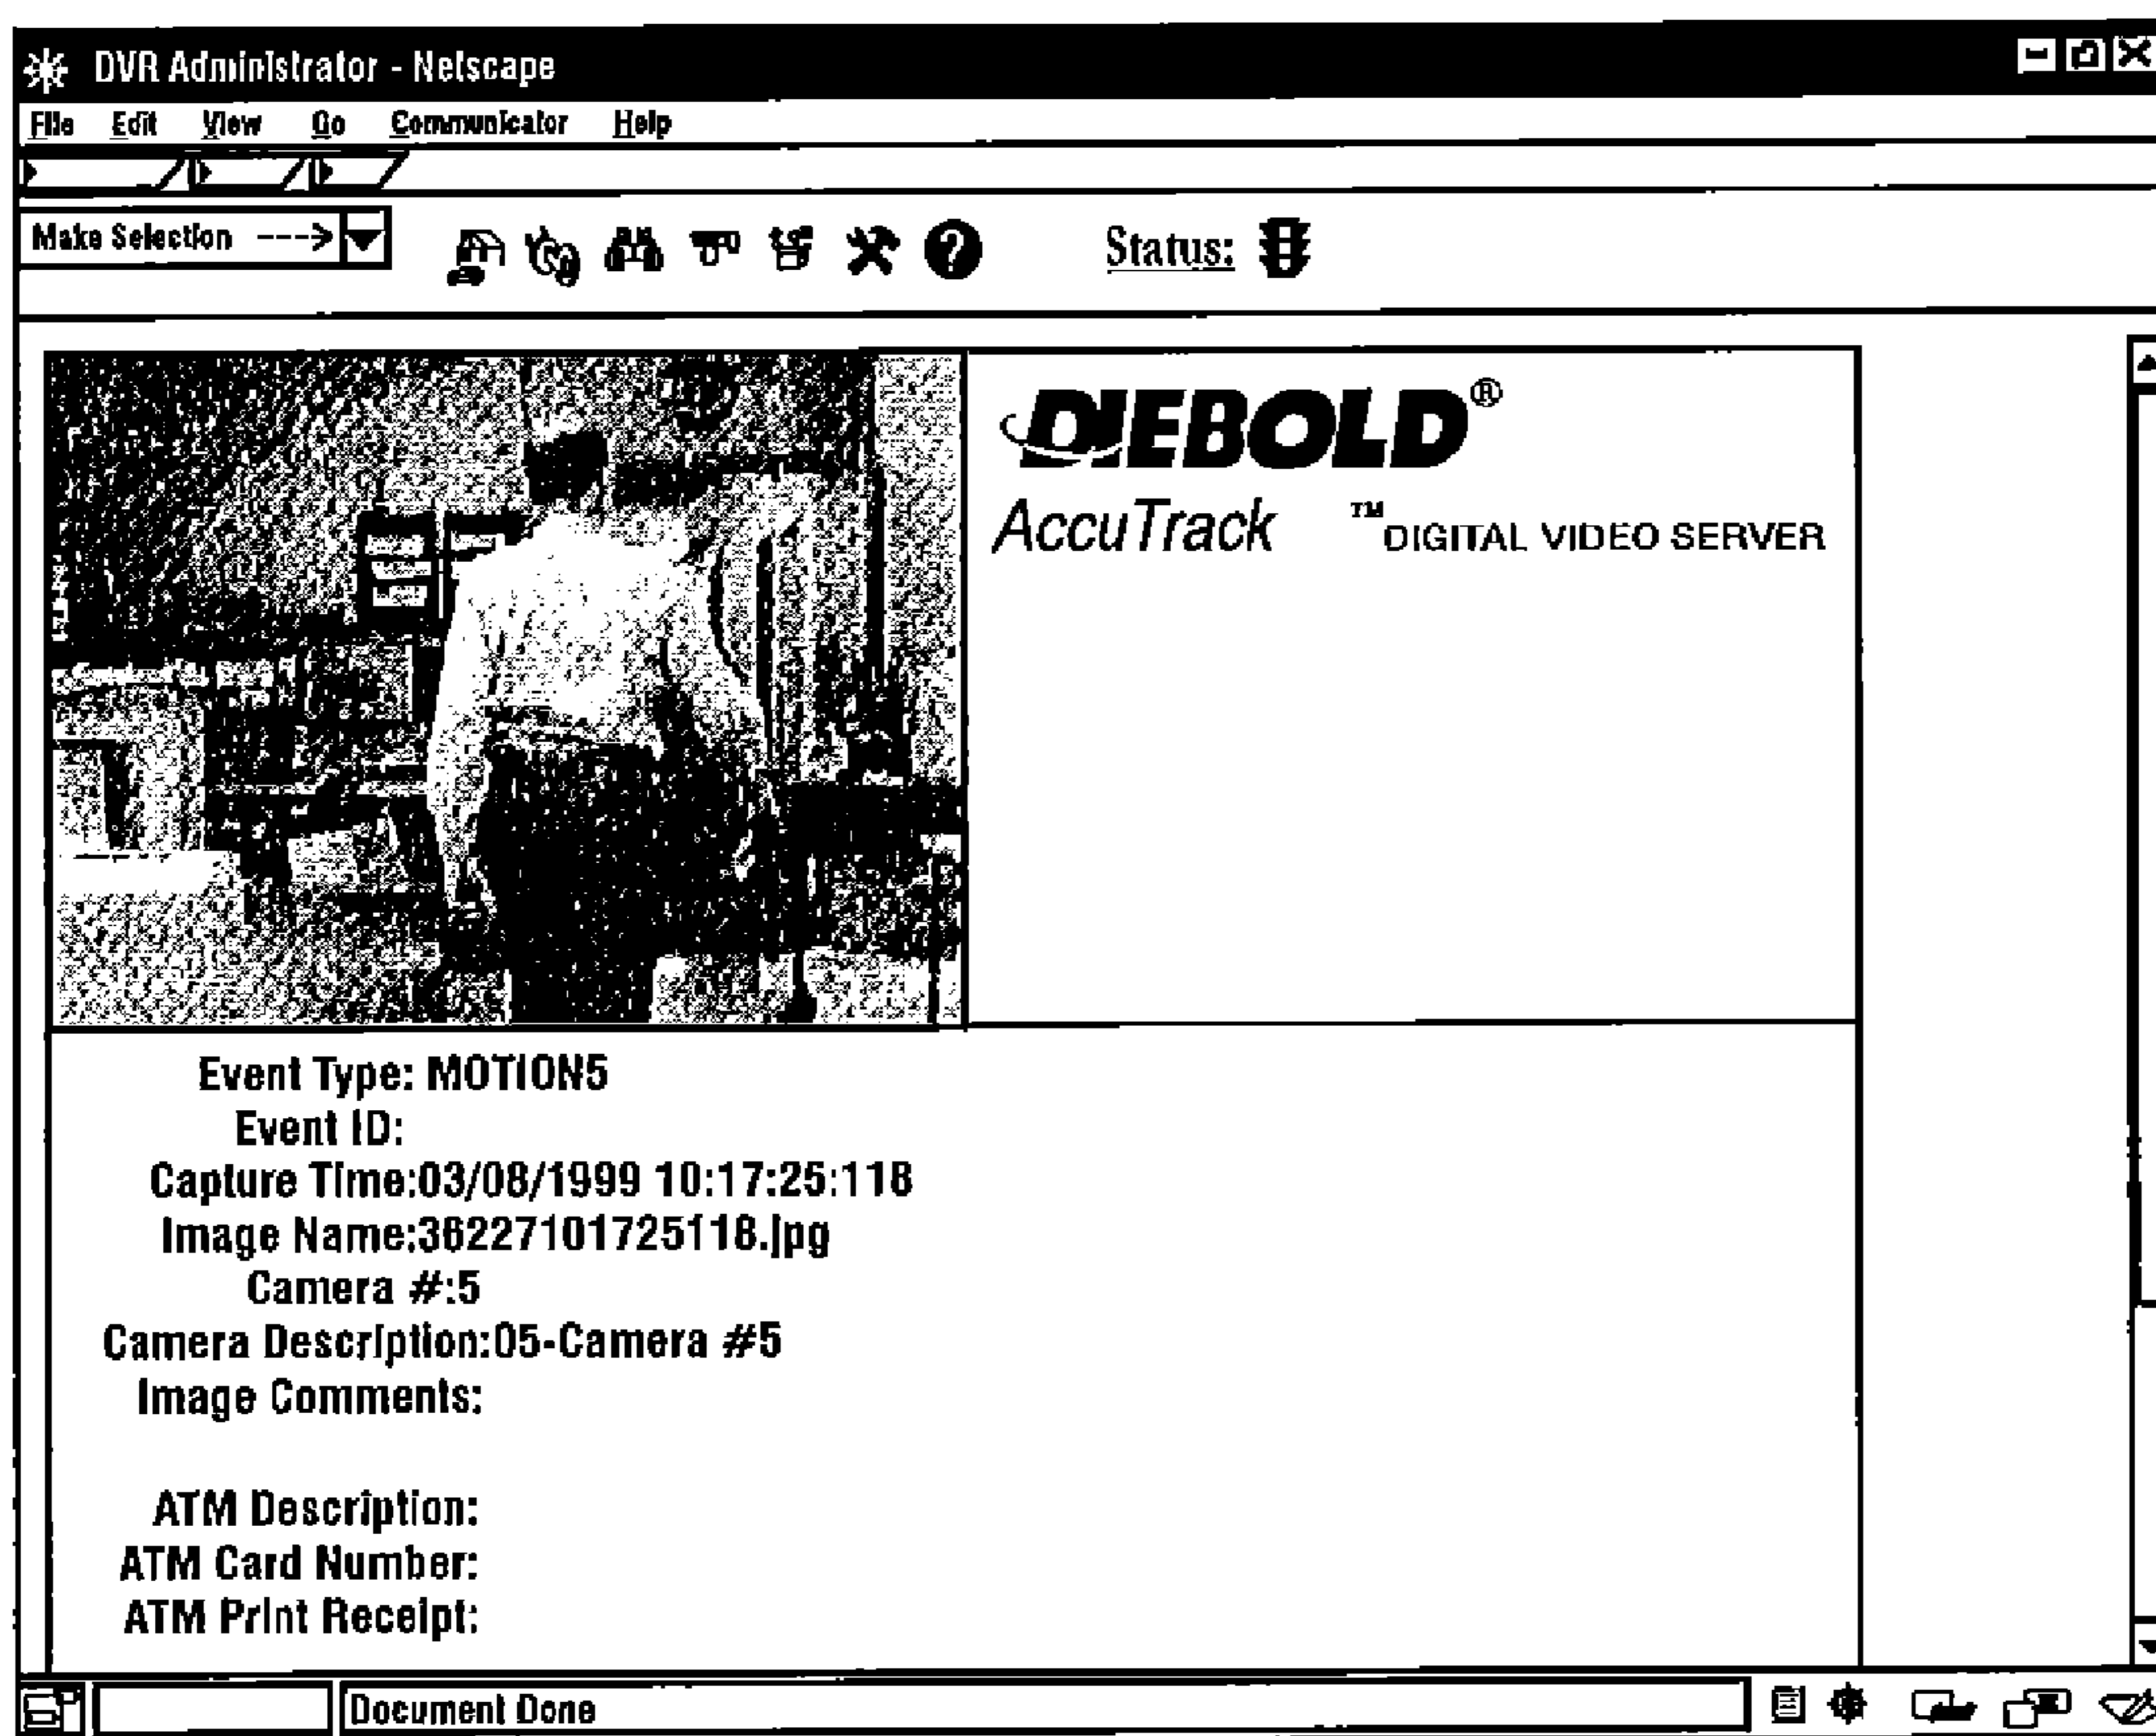 DVR Administrator - Netscape
File Edit View Go Communicator Help
Make Selection ---> Status:
DIEBOLD®
AccuTrack ™DIGITAL VIDEO SERVER
Event Type: MOTION5
Event ID:
Capture Time:03/08/1999 10:17:25:118
Image Name:36227101725118.jpg
Camera #:5
Camera Description:05-Camera #5
Image Comments:
ATM Description:
ATM Card Number:
ATM Print Receipt:
Document Done